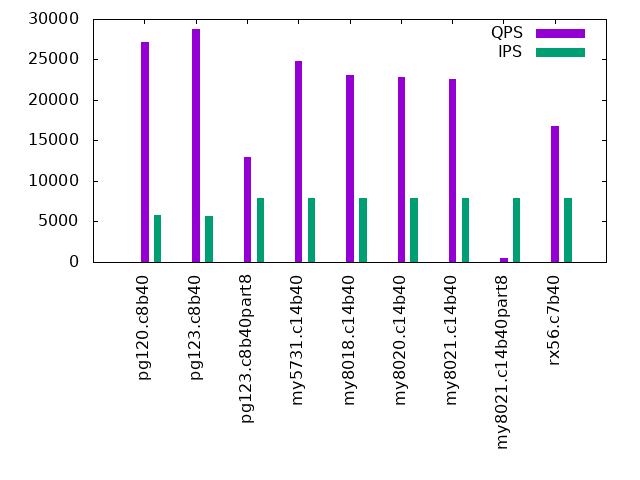 30000
25000
20000
15000
10000
5000
0
QPS
IPS
pg120.c8b40
pg123.c8b40
pg123.c8b40part8
my5731.c14b40
my8018.c14b40
my8020.c14b40
my8021.c14b40
my8021.c14b40part8
rx56.c7b40